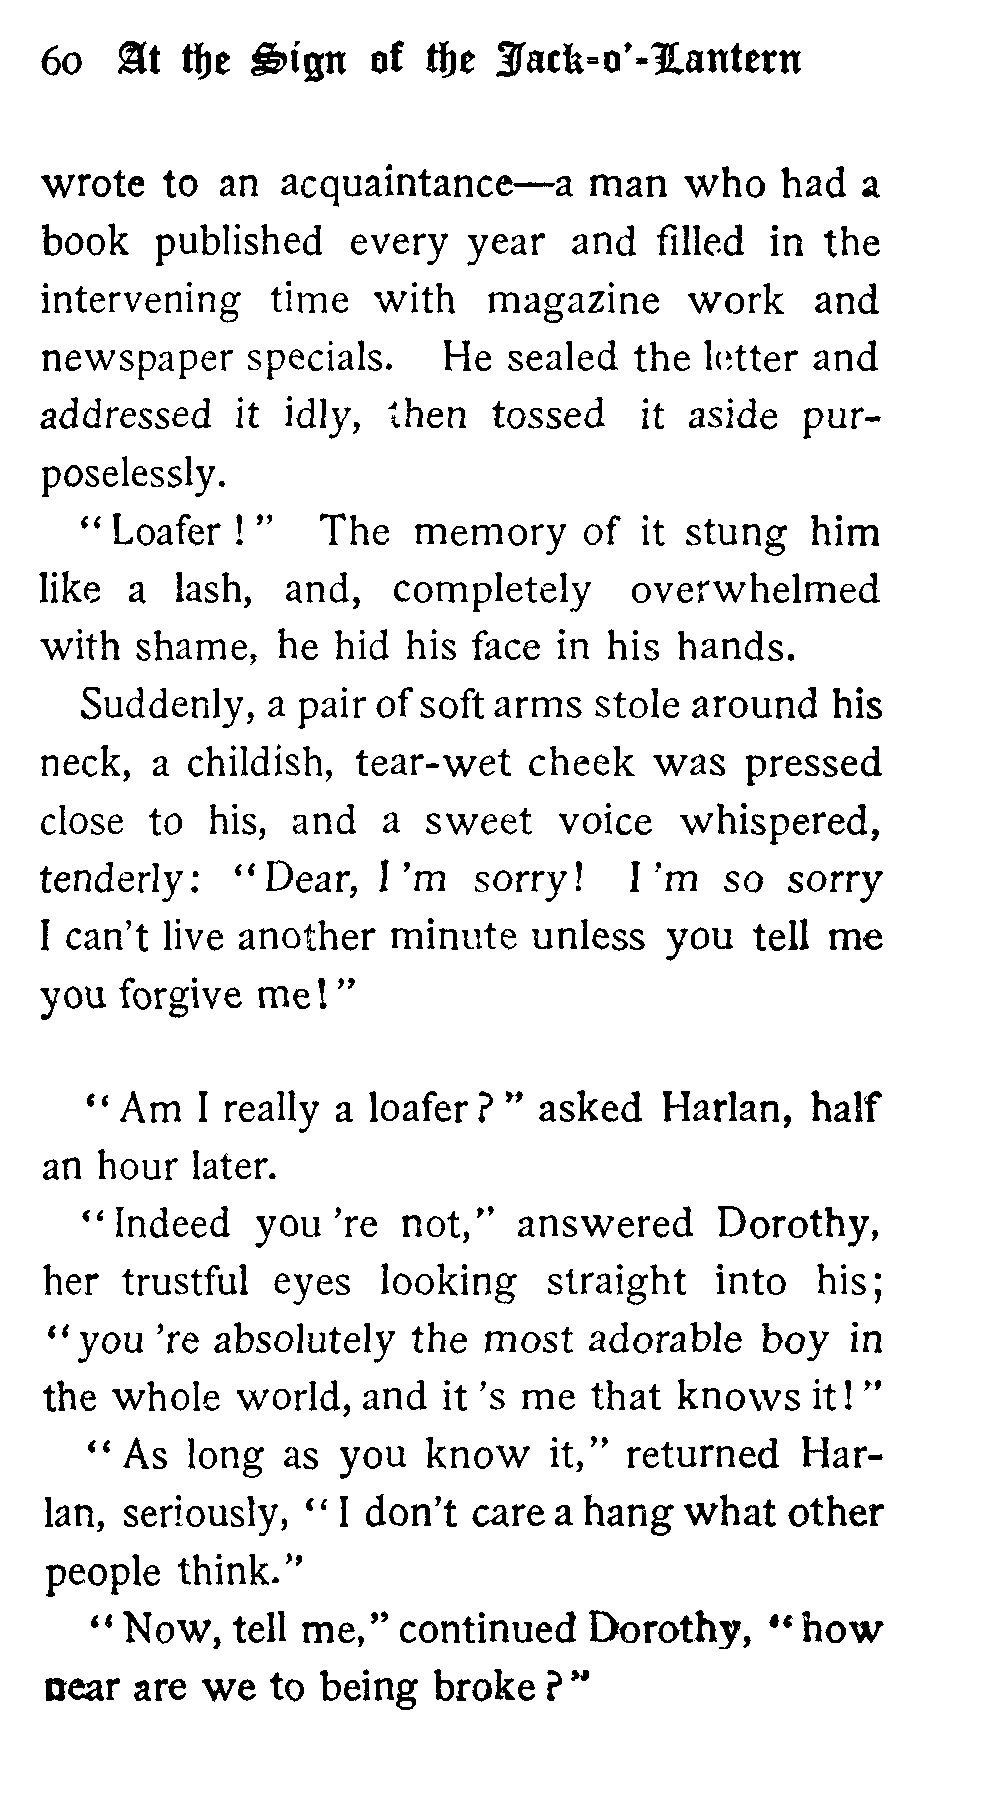 60 At the Sign of the Jack-o'-Lantern
wrote to an acquaintance—a man who had a
book published every year and filled in the
intervening time with magazine work and
newspaper specials. He sealed the letter and
addressed it idly, then tossed it aside pur-
poselessly.
"Loafer!" The memory of it stung him
like a lash, and, completely overwhelmed
with shame, he hid his face in his hands.
Suddenly, a pair of soft arms stole around his
neck, a childish, tear-wet cheek was pressed
close to his, and a sweet voice whispered,
tenderly: "Dear, I'm sorry! I'm so sorry
I can't live another minute unless you tell me
you forgive me!"
"Am I really a loafer?" asked Harlan, half
an hour later.
"Indeed you're not," answered Dorothy,
her trustful eyes looking straight into his;
"you're absolutely the most adorable boy in
the whole world, and it's me that knows it!"
"As long as you know it," returned Har-
lan, seriously, "I don't care a hang what other
people think."
"Now, tell me," continued Dorothy, "how
near are we to being broke?"